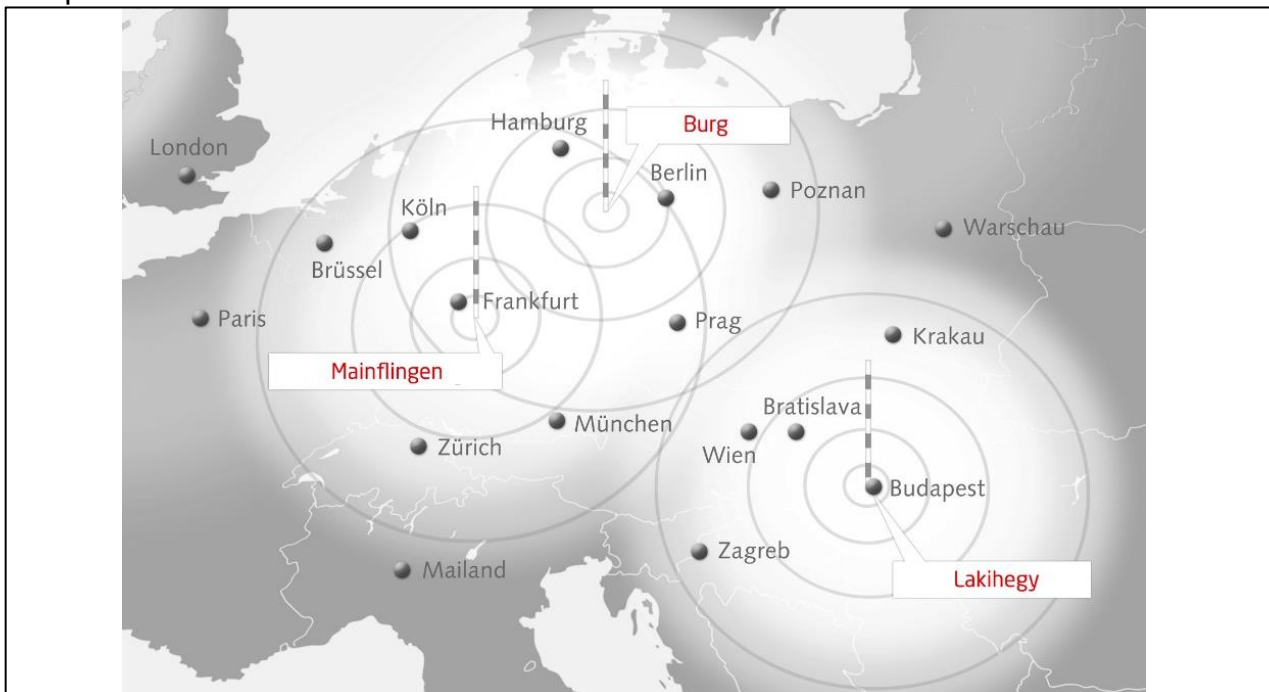 Hamburg
Burg
London
Berlin
Poznan
Köln
Warschau
Brüssel
Frankfurt
Paris
Prag
Krakau
Mainflingen
Bratislava
München
Zürich
Wien
Budapest
Zagreb
Mailand
Lakihegy